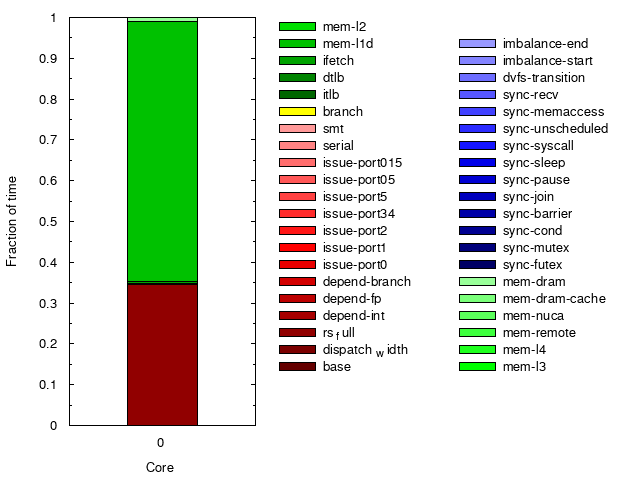 1
0.9
0.8
0.7
0.6
0.5
0.4
0.3
0.2
0.1
0
Fraction of time
0
Core
mem-l2
mem-l1d
ifetch
dtlb
itlb
branch
smt
serial
issue-port015
issue-port05
issue-port5
issue-port34
issue-port2
issue-port1
issue-port0
depend-branch
depend-fp
depend-int
rs f ull
dispatch w idth
base
imbalance-end
imbalance-start
dvfs-transition
sync-recv
sync-memaccess
sync-unscheduled
sync-syscall
sync-sleep
sync-pause
sync-join
sync-barrier
sync-cond
sync-mutex
sync-futex
mem-dram
mem-dram-cache
mem-nuca
mem-remote
mem-l4
mem-l3